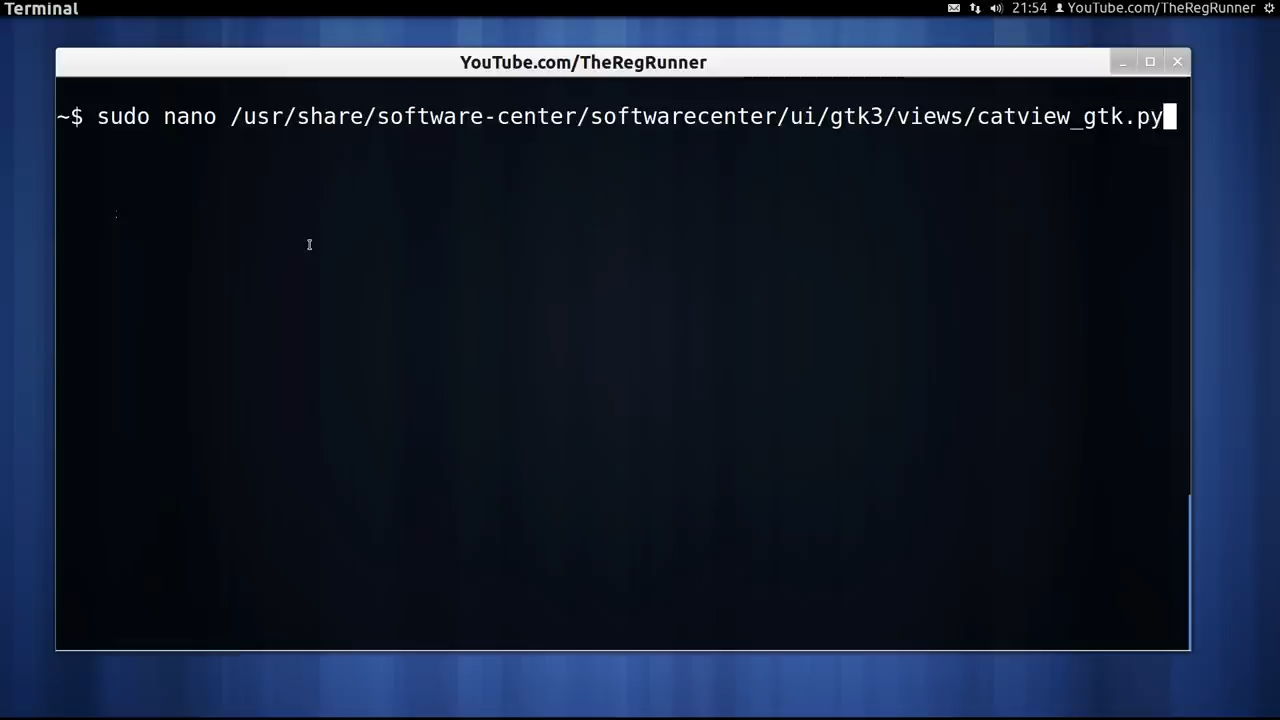 Terminal
21:54 YouTube.com/TheRegRunner
YouTube.com/TheRegRunner
~$ sudo nano /usr/share/software-center/softwarecenter/ui/gtk3/views/catview_gtk.py